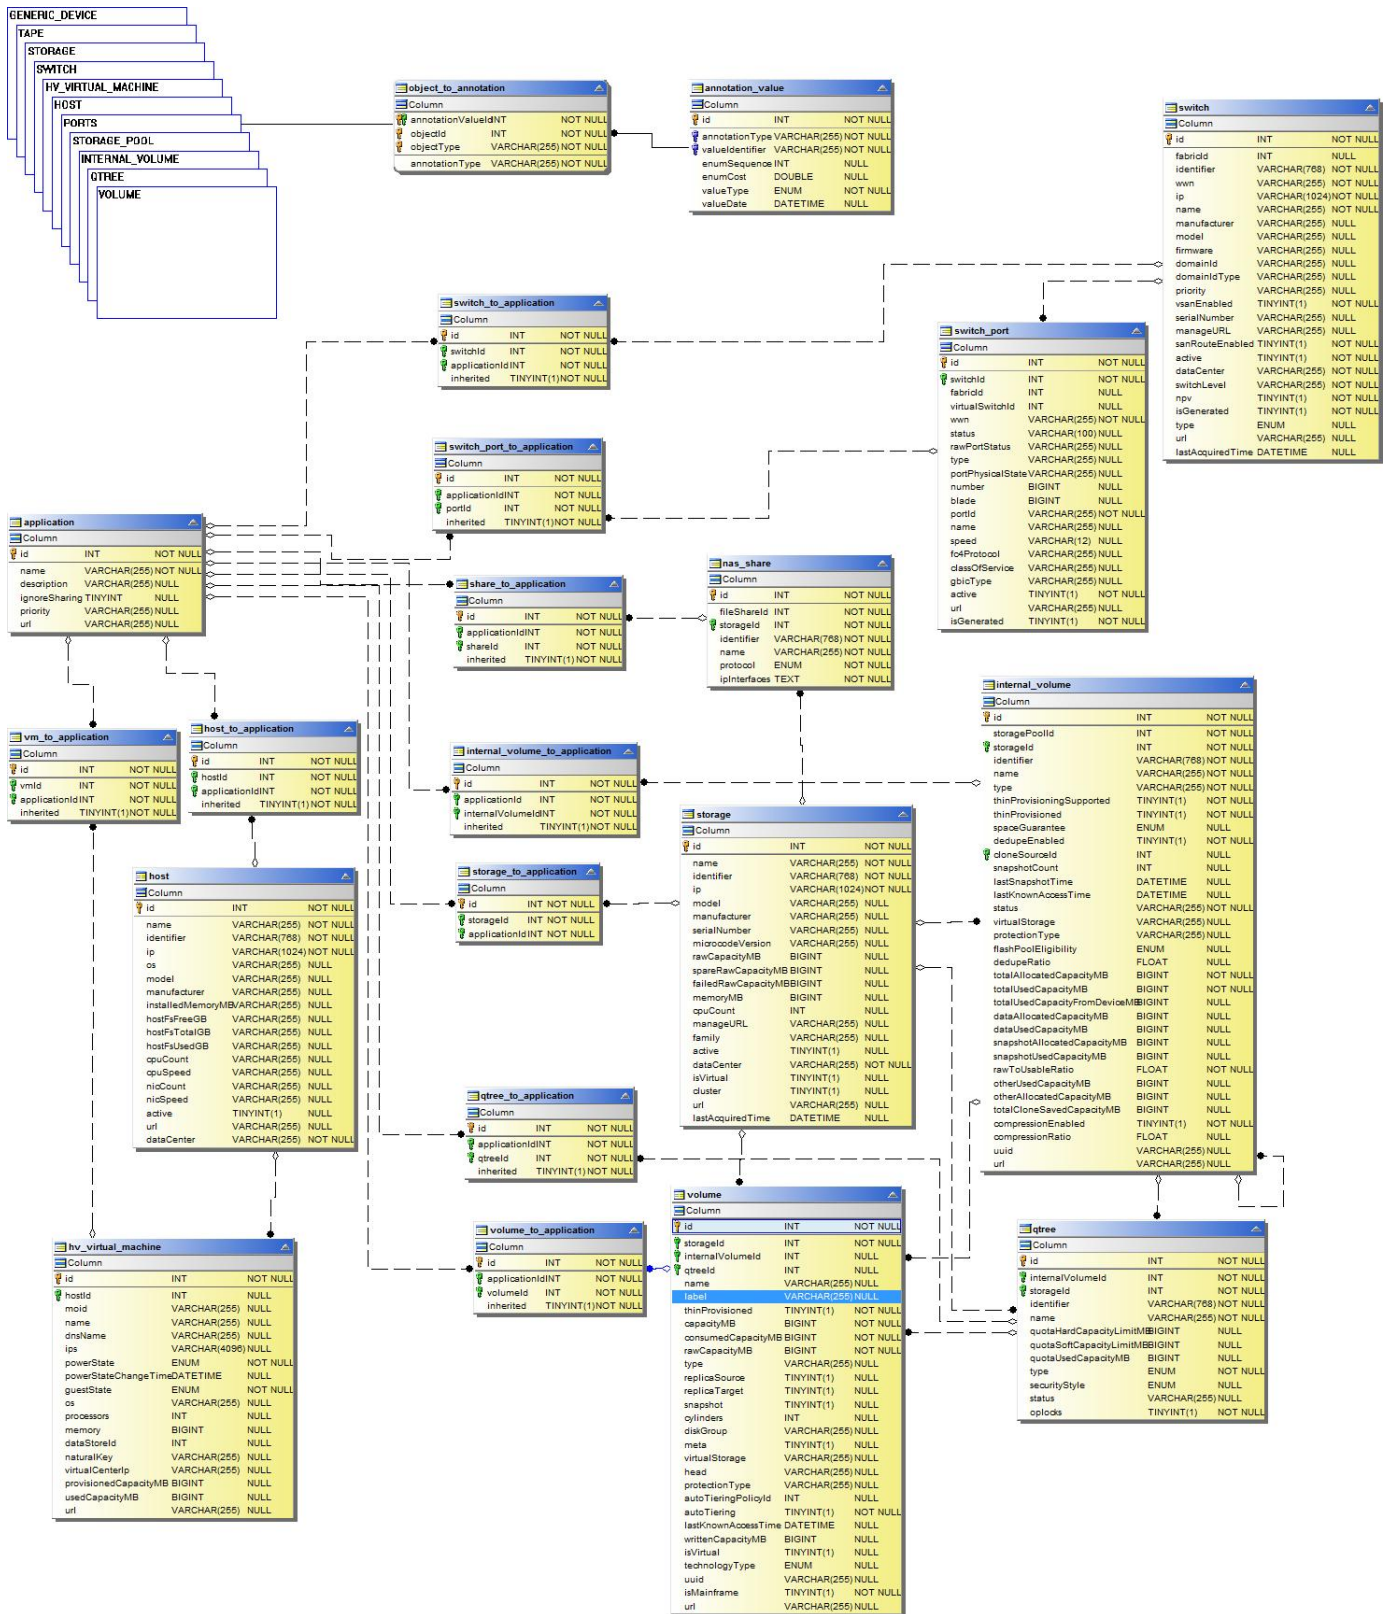 GENERIC_DEVICE
TAPE
STORAGE
SWITCH
HV_VIRTUAL_MACHINE
HOST
PORTS
STORAGE_POOL
INTERNAL_VOLUME
QTREE
VOLUME
object_to_annotation
Column
annotationValueId INT NOT NULL
objectId INT NOT NULL
objectType VARCHAR(255) NOT NULL
annotationType VARCHAR(255) NOT NULL
annotation_value
Column
id INT NOT NULL
annotationType VARCHAR(255) NOT NULL
valueIdentifier VARCHAR(255) NOT NULL
enumSequence INT NULL
enumCost DOUBLE NULL
valueType ENUM NOT NULL
valueDate DATETIME NULL
switch
Column
id INT NOT NULL
fabricId INT NULL
identifier VARCHAR(768) NOT NULL
wwn VARCHAR(255) NOT NULL
ip VARCHAR(1024) NOT NULL
name VARCHAR(255) NOT NULL
manufacturer VARCHAR(255) NULL
model VARCHAR(255) NULL
firmware VARCHAR(255) NULL
domainId VARCHAR(255) NULL
domainIdType VARCHAR(255) NULL
priority VARCHAR(255) NULL
vsanEnabled TINYINT(1) NOT NULL
serialNumber VARCHAR(255) NULL
manageURL VARCHAR(255) NULL
sanRouteEnabled TINYINT(1) NOT NULL
active TINYINT(1) NOT NULL
dataCenter VARCHAR(255) NOT NULL
switchLevel VARCHAR(255) NOT NULL
npv TINYINT(1) NOT NULL
isGenerated TINYINT(1) NOT NULL
type ENUM NULL
url VARCHAR(255) NULL
lastAcquiredTime DATETIME NULL
switch_to_application
Column
id INT NOT NULL
switchId INT NOT NULL
applicationId INT NOT NULL
inherited TINYINT(1) NOT NULL
switch_port
Column
id INT NOT NULL
switchId INT NOT NULL
fabricId INT NULL
virtualSwitchId INT NULL
wwn VARCHAR(255) NOT NULL
status VARCHAR(100) NULL
rawPortStatus VARCHAR(255) NULL
type VARCHAR(255) NULL
portPhysicalState VARCHAR(255) NULL
number BIGINT NULL
blade BIGINT NULL
portId VARCHAR(255) NOT NULL
name VARCHAR(255) NULL
speed VARCHAR(12) NULL
fc4Protocol VARCHAR(255) NULL
classOfService VARCHAR(255) NULL
gbicType VARCHAR(255) NULL
active TINYINT(1) NOT NULL
url VARCHAR(255) NULL
isGenerated TINYINT(1) NOT NULL
switch_port_to_application
Column
id INT NOT NULL
applicationId INT NOT NULL
portId INT NOT NULL
inherited TINYINT(1) NOT NULL
application
Column
id INT NOT NULL
name VARCHAR(255) NOT NULL
description VARCHAR(255) NULL
ignoreSharing TINYINT NULL
priority VARCHAR(255) NULL
url VARCHAR(255) NULL
share_to_application
Column
id INT NOT NULL
applicationId INT NOT NULL
shareId INT NOT NULL
inherited TINYINT(1) NOT NULL
nas_share
Column
id INT NOT NULL
fileShareId INT NOT NULL
storageId INT NOT NULL
identifier VARCHAR(768) NOT NULL
name VARCHAR(255) NOT NULL
protocol ENUM NOT NULL
ipInterfaces TEXT NOT NULL
vm_to_application
Column
id INT NOT NULL
vmId INT NOT NULL
applicationId INT NOT NULL
inherited TINYINT(1) NOT NULL
host_to_application
Column
id INT NOT NULL
hostId INT NOT NULL
applicationId INT NOT NULL
inherited TINYINT(1) NOT NULL
internal_volume_to_application
Column
id INT NOT NULL
applicationId INT NOT NULL
internalVolumeId INT NOT NULL
inherited TINYINT(1) NOT NULL
internal_volume
Column
id INT NOT NULL
storagePoolId INT NOT NULL
storageId INT NOT NULL
identifier VARCHAR(768) NOT NULL
name VARCHAR(255) NOT NULL
type VARCHAR(255) NOT NULL
thinProvisioningSupported TINYINT(1) NOT NULL
thinProvisioned TINYINT(1) NOT NULL
spaceGuarantee ENUM NULL
dedupeEnabled TINYINT(1) NOT NULL
cloneSourceId INT NULL
snapshotCount INT NULL
lastSnapshotTime DATETIME NULL
lastKnownAccessTime DATETIME NULL
status VARCHAR(255) NOT NULL
virtualStorage VARCHAR(255) NULL
protectionType VARCHAR(255) NULL
flashPoolEligibility ENUM NULL
dedupeRatio FLOAT NULL
totalAllocatedCapacityMB BIGINT NOT NULL
totalUsedCapacityMB BIGINT NOT NULL
totalUsedCapacityFromDeviceMB BIGINT NULL
dataAllocatedCapacityMB BIGINT NULL
dataUsedCapacityMB BIGINT NULL
snapshotAllocatedCapacityMB BIGINT NULL
snapshotUsedCapacityMB BIGINT NULL
rawToUsableRatio FLOAT NOT NULL
otherUsedCapacityMB BIGINT NULL
otherAllocatedCapacityMB BIGINT NULL
totalCloneSavedCapacityMB BIGINT NULL
compressionEnabled TINYINT(1) NOT NULL
compressionRatio FLOAT NULL
uuid VARCHAR(255) NULL
url VARCHAR(255) NULL
storage
Column
id INT NOT NULL
name VARCHAR(255) NOT NULL
identifier VARCHAR(768) NOT NULL
ip VARCHAR(1024) NOT NULL
model VARCHAR(255) NULL
manufacturer VARCHAR(255) NULL
serialNumber VARCHAR(255) NULL
microcodeVersion VARCHAR(255) NULL
rawCapacityMB BIGINT NULL
spareRawCapacityMB BIGINT NULL
failedRawCapacityMB BIGINT NULL
memoryMB BIGINT NULL
cpuCount INT NULL
manageURL VARCHAR(255) NULL
family VARCHAR(255) NULL
active TINYINT(1) NULL
dataCenter VARCHAR(255) NOT NULL
isVirtual TINYINT(1) NULL
cluster TINYINT(1) NULL
url VARCHAR(255) NULL
lastAcquiredTime DATETIME NULL
storage_to_application
Column
id INT NOT NULL
storageId INT NOT NULL
applicationId INT NOT NULL
host
Column
id INT NOT NULL
name VARCHAR(255) NOT NULL
identifier VARCHAR(768) NOT NULL
ip VARCHAR(1024) NOT NULL
os VARCHAR(255) NULL
model VARCHAR(255) NULL
manufacturer VARCHAR(255) NULL
installedMemoryMB VARCHAR(255) NULL
hostFsFreeGB VARCHAR(255) NULL
hostFsTotalGB VARCHAR(255) NULL
hostFsUsedGB VARCHAR(255) NULL
cpuCount VARCHAR(255) NULL
cpuSpeed VARCHAR(255) NULL
nicCount VARCHAR(255) NULL
nicSpeed VARCHAR(255) NULL
active TINYINT(1) NULL
url VARCHAR(255) NULL
dataCenter VARCHAR(255) NOT NULL
qtree_to_application
Column
id INT NOT NULL
applicationId INT NOT NULL
qtreeId INT NOT NULL
inherited TINYINT(1) NOT NULL
volume
Column
id INT NOT NULL
storageId INT NOT NULL
internalVolumeId INT NULL
qtreeId INT NULL
name VARCHAR(255) NULL
label VARCHAR(255) NULL
thinProvisioned TINYINT(1) NOT NULL
capacityMB BIGINT NOT NULL
consumedCapacityMB BIGINT NOT NULL
rawCapacityMB BIGINT NOT NULL
type VARCHAR(255) NULL
replicaSource TINYINT(1) NULL
replicaTarget TINYINT(1) NULL
snapshot TINYINT(1) NULL
cylinders INT NULL
diskGroup VARCHAR(255) NULL
meta TINYINT(1) NULL
virtualStorage VARCHAR(255) NULL
head VARCHAR(255) NULL
protectionType VARCHAR(255) NULL
autoTieringPolicyId INT NULL
autoTiering TINYINT(1) NOT NULL
lastKnownAccessTime DATETIME NULL
writtenCapacityMB BIGINT NULL
isVirtual TINYINT(1) NULL
technologyType ENUM NULL
uuid VARCHAR(255) NULL
isMainframe TINYINT(1) NOT NULL
url VARCHAR(255) NULL
volume_to_application
Column
id INT NOT NULL
applicationId INT NOT NULL
volumeId INT NOT NULL
inherited TINYINT(1) NOT NULL
qtree
Column
id INT NOT NULL
internalVolumeId INT NOT NULL
storageId INT NOT NULL
identifier VARCHAR(768) NOT NULL
name VARCHAR(255) NOT NULL
quotaHardCapacityLimitMB BIGINT NULL
quotaSoftCapacityLimitMB BIGINT NULL
quotaUsedCapacityMB BIGINT NULL
type ENUM NOT NULL
securityStyle ENUM NULL
status VARCHAR(255) NULL
oplocks TINYINT(1) NOT NULL
hv_virtual_machine
Column
id INT NOT NULL
hostId INT NULL
moid VARCHAR(255) NULL
name VARCHAR(255) NULL
dnsName VARCHAR(255) NULL
ips VARCHAR(4096) NULL
powerState ENUM NOT NULL
powerStateChangeTime DATETIME NULL
guestState ENUM NOT NULL
os VARCHAR(255) NULL
processors INT NULL
memory BIGINT NULL
dataStoreId INT NULL
naturalKey VARCHAR(255) NULL
virtualCenterIp VARCHAR(255) NULL
provisionedCapacityMB BIGINT NULL
usedCapacityMB BIGINT NULL
url VARCHAR(255) NULL